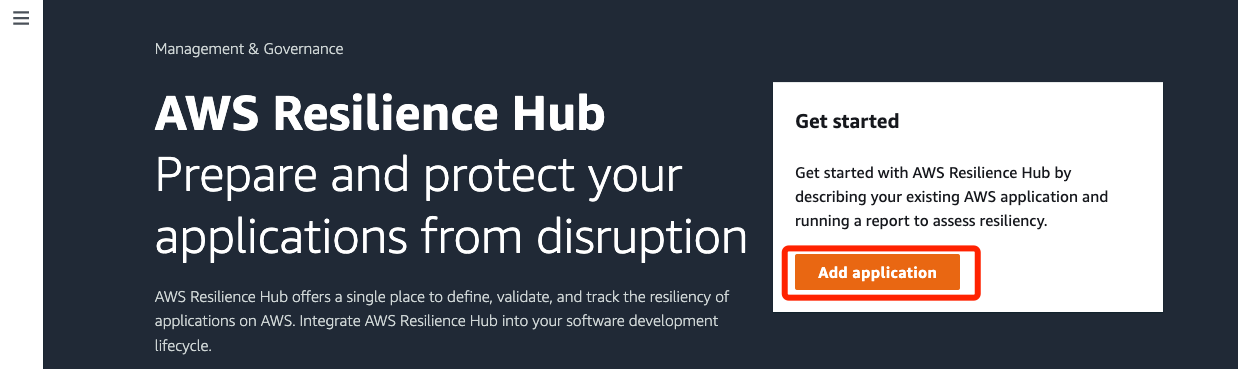 Management & Governance
AWS Resilience Hub
Prepare and protect your
applications from disruption
AWS Resilience Hub offers a single place to define, validate, and track the resiliency of
applications on AWS. Integrate AWS Resilience Hub into your software development
lifecycle.
Get started
Get started with AWS Resilience Hub by
describing your existing AWS application and
running a report to assess resiliency.
Add application